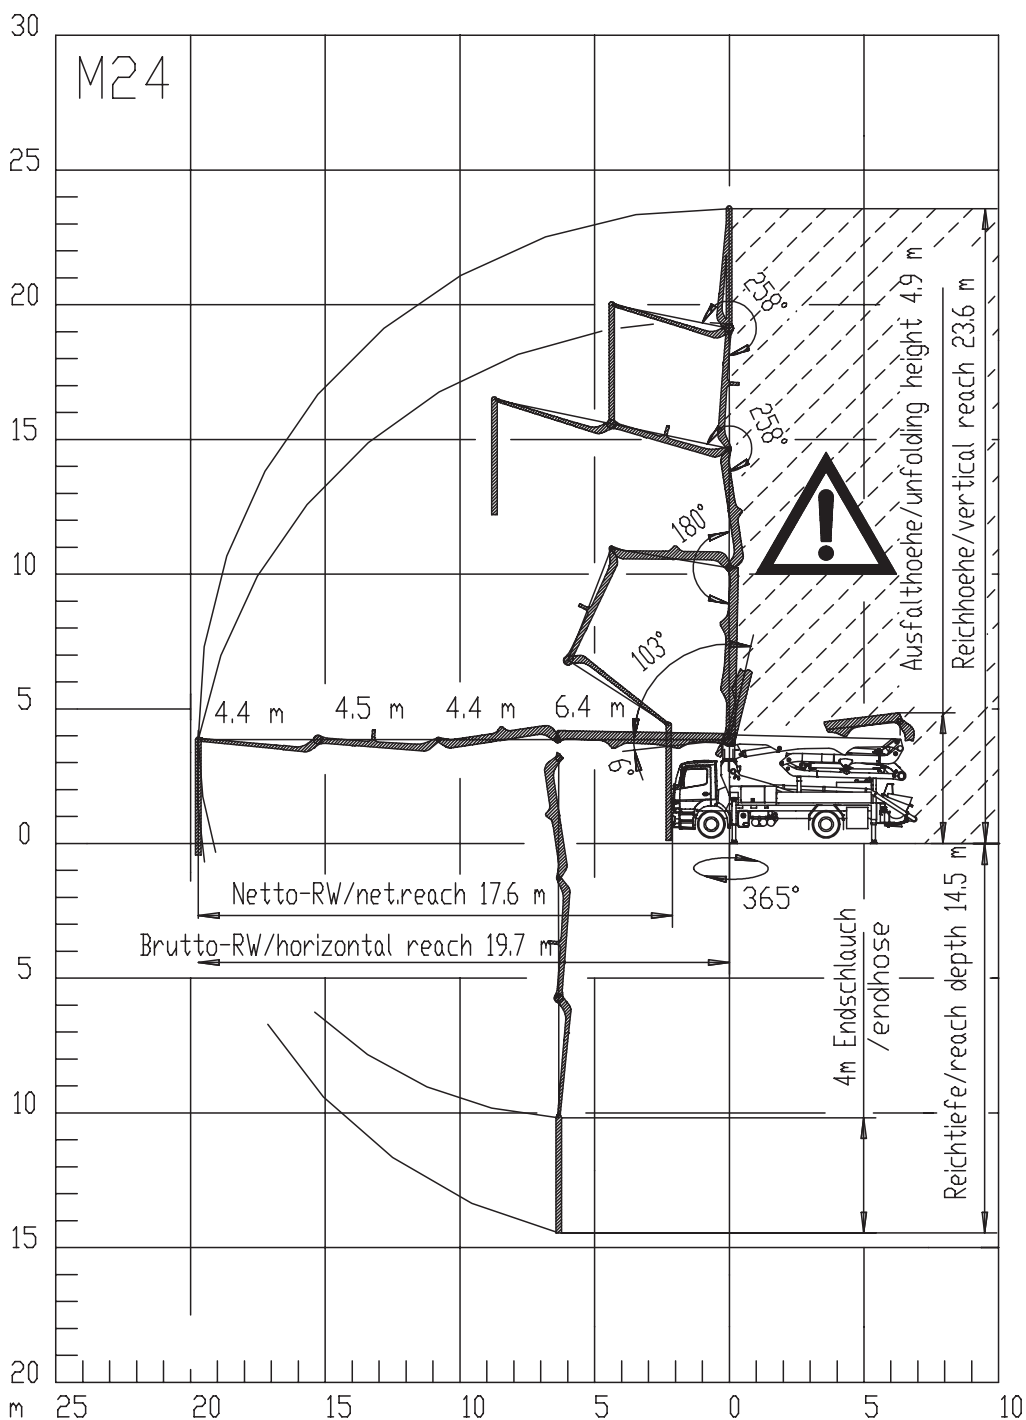 30
M24
25
20
15
10
5
0
5
10
15
20
m
25
20
15
10
5
0
5
10
258°
258°
180°
103°
6°
4.4 m
4.5 m
4.4 m
6.4 m
Ausfalthoehe/unfolding height 4.9 m
Reichhoehe/vertical reach 23.6 m
Netto-RW/net.reach 17.6 m
365°
Brutto-RW/horizontal reach 19.7 m
4m Endschlauch
/endhose
Reichtiefe/reach depth 14.5 m